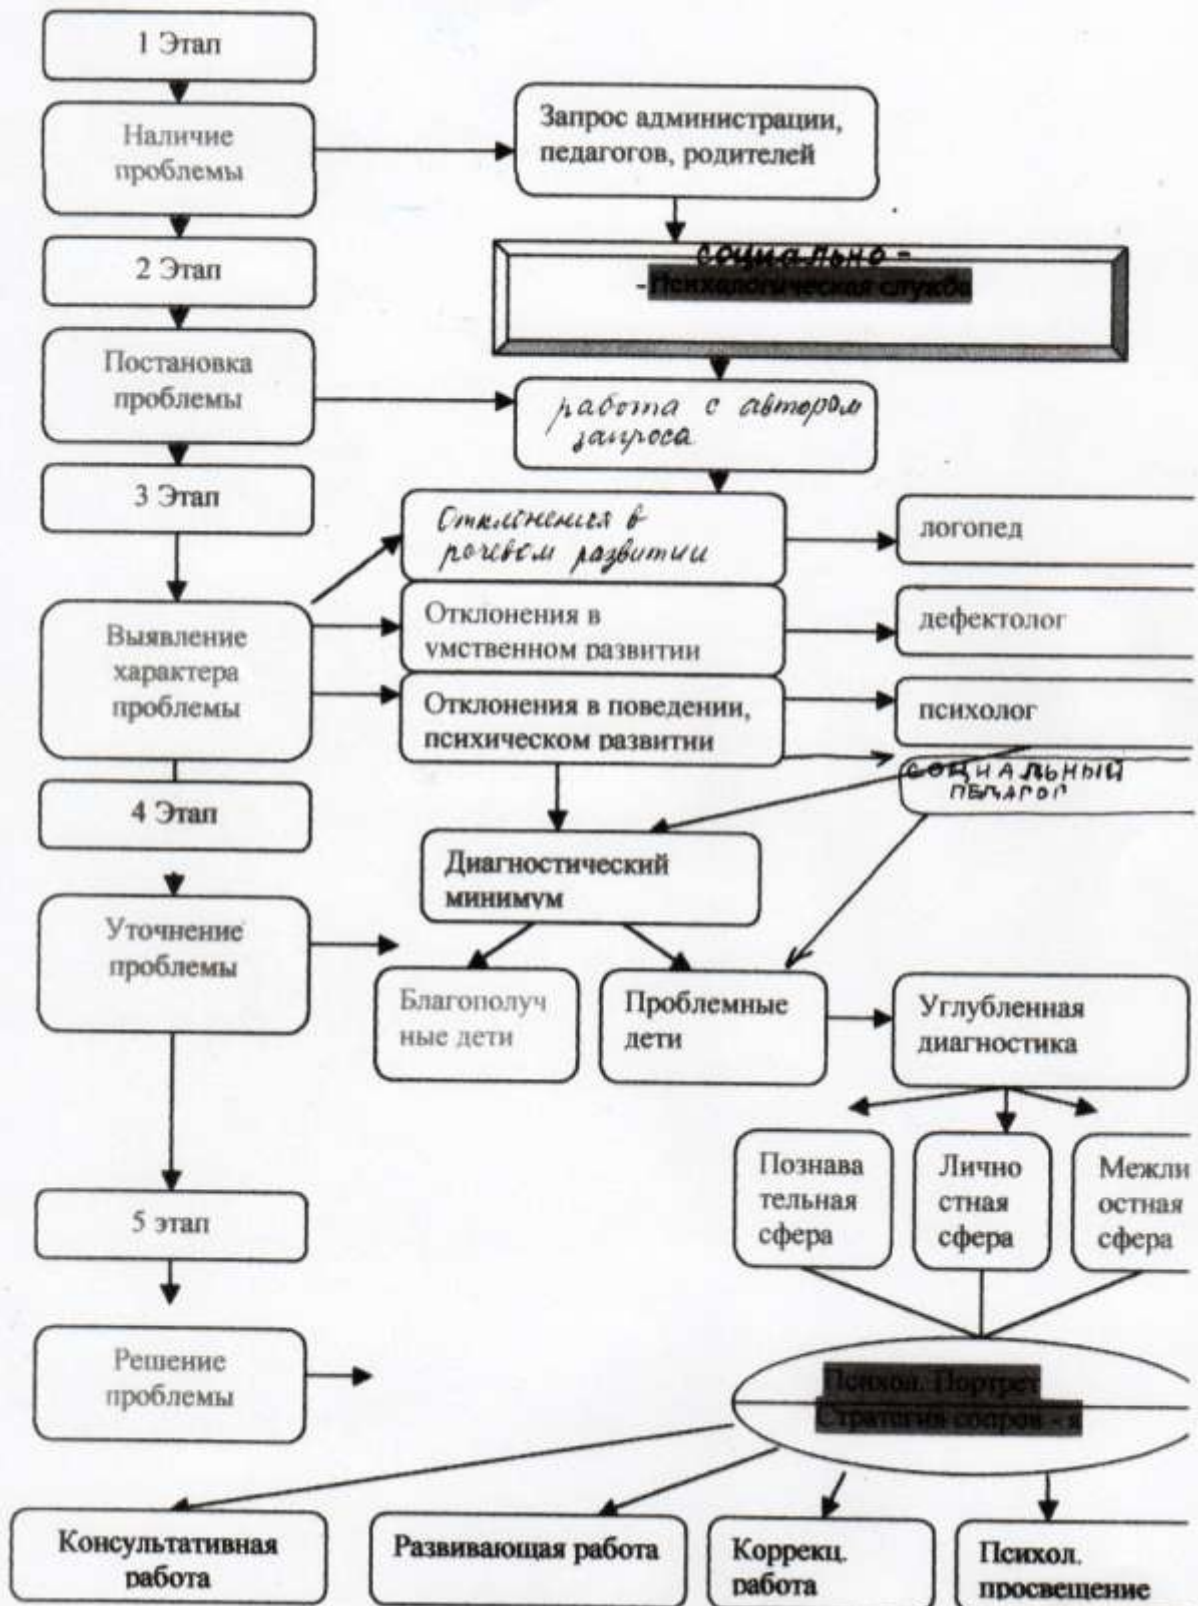 1 Этап
Наличие
проблемы
Запрос администрации,
педагогов, родителей
2 Этап
социально -
- Психалогическая служба
Постановка
проблемы
работа с автором
запроса
3 Этап
Отклонения в
речевом развитии
логопед
Выявление
характера
проблемы
Отклонения в
умственном развитии
дефектолог
Отклонения в поведении,
психическом развитии
психолог
СОЦИАЛЬНЫЙ
ПЕДАГОГ
4 Этап
Диагностический
минимум
Уточнение
проблемы
Благополуч
ные дети
Проблемные
дети
Углубленная
диагностика
Познава
тельная
сфера
Лично
стная
сфера
Межли
остная
сфера
5 этап
Решение
проблемы
Психол. Портрет
Стратегия сопров - я
Консультативная
работа
Развивающая работа
Коррекц.
работа
Психол.
просвещение